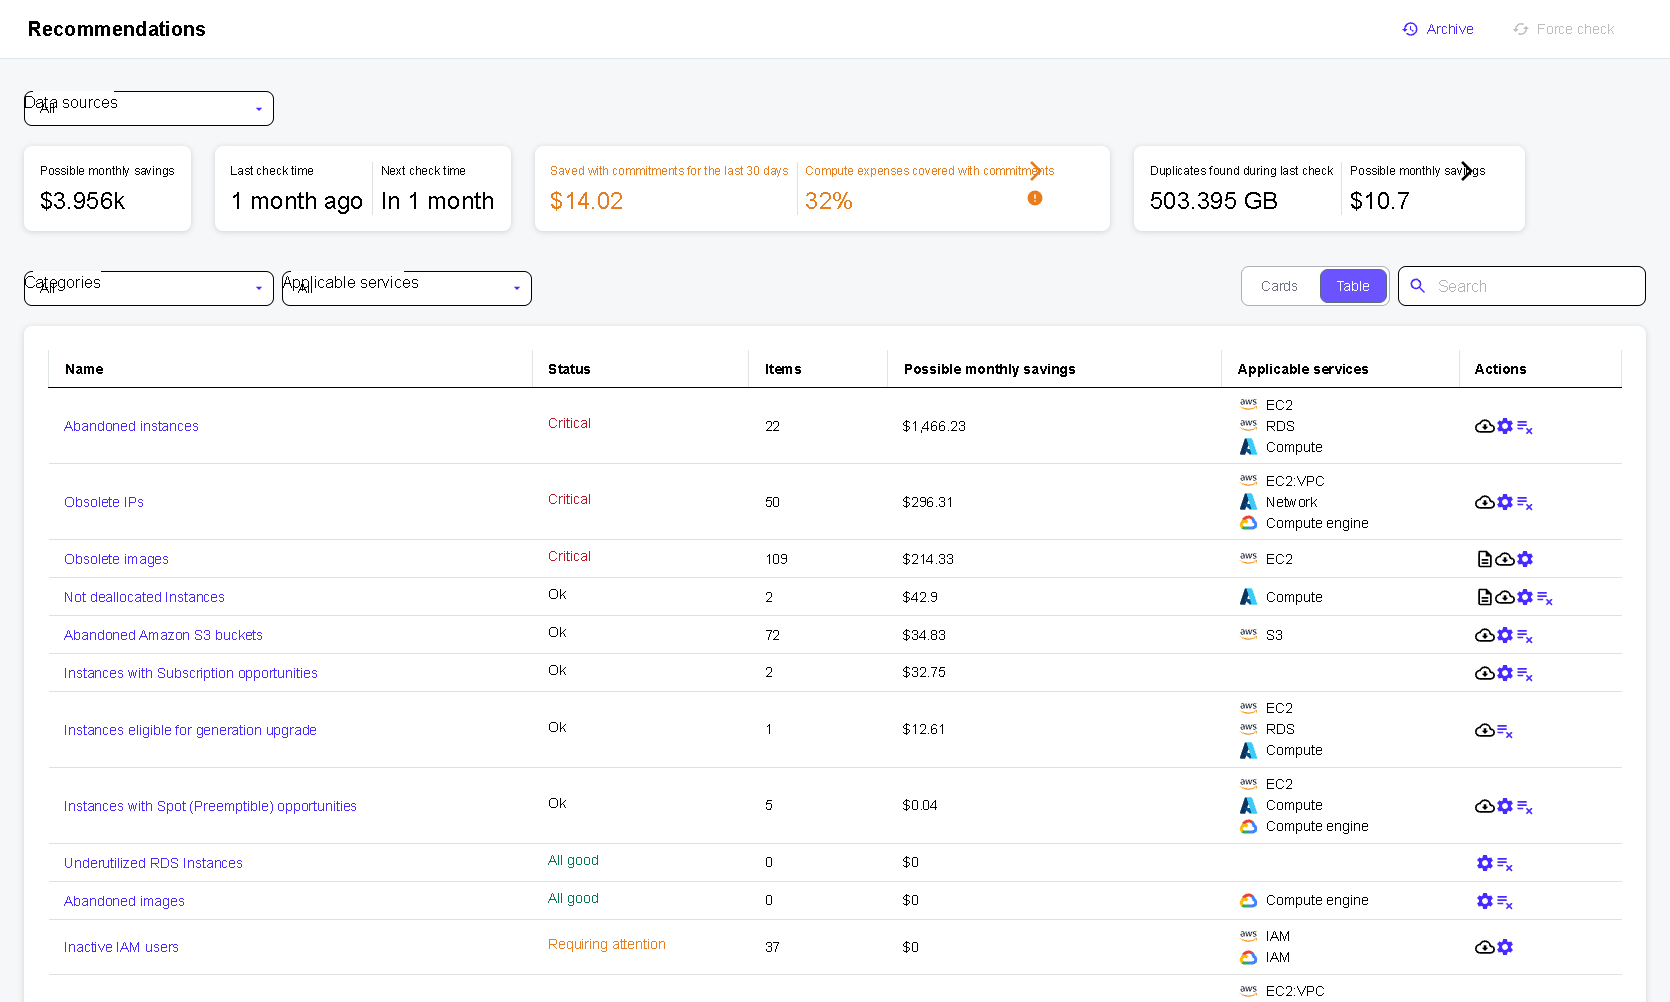 Recommendations
Archive
Force check
Data sources
All
Possible monthly savings
$3.956k
Last check time
1 month ago
Next check time
In 1 month
Saved with commitments for the last 30 days
$14.02
Compute expenses covered with commitments
32%
Duplicates found during last check
503.395 GB
Possible monthly savings
$10.7
Categories
All
Applicable services
All
Cards
Table
Search
Name Status Items Possible monthly savings Applicable services Actions
Abandoned instances Critical 22 $1,466.23
aws EC2
aws RDS
Compute
Obsolete IPs Critical 50 $296.31
aws EC2:VPC
Network
Compute engine
Obsolete images Critical 109 $214.33 aws EC2
Not deallocated Instances Ok 2 $42.9 Compute
Abandoned Amazon S3 buckets Ok 72 $34.83 aws S3
Instances with Subscription opportunities Ok 2 $32.75
Instances eligible for generation upgrade Ok 1 $12.61
aws EC2
aws RDS
Compute
Instances with Spot (Preemptible) opportunities Ok 5 $0.04
aws EC2
Compute
Compute engine
Underutilized RDS Instances All good 0 $0
Abandoned images All good 0 $0 Compute engine
Inactive IAM users Requiring attention 37 $0
aws IAM
IAM
aws EC2:VPC